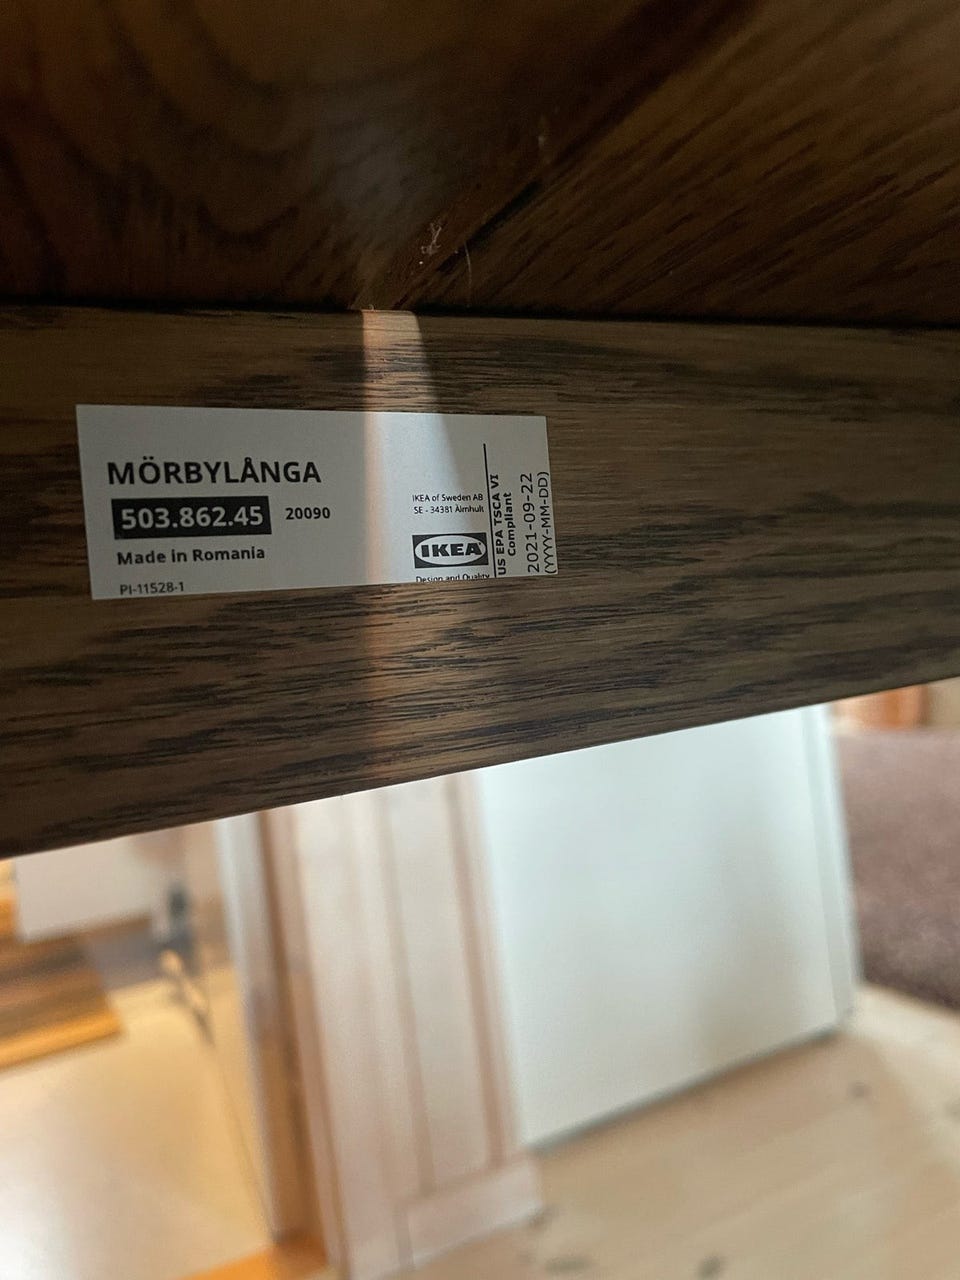 MÖRBYLÅNGA
503.862.45 20090
Made in Romania
PI-11528-1
IKEA of Sweden AB
SE - 34381 Älmhult
IKEA
Design and Quality
US EPA TSCA VI
Compliant
2021-09-22
(YYYY-MM-DD)